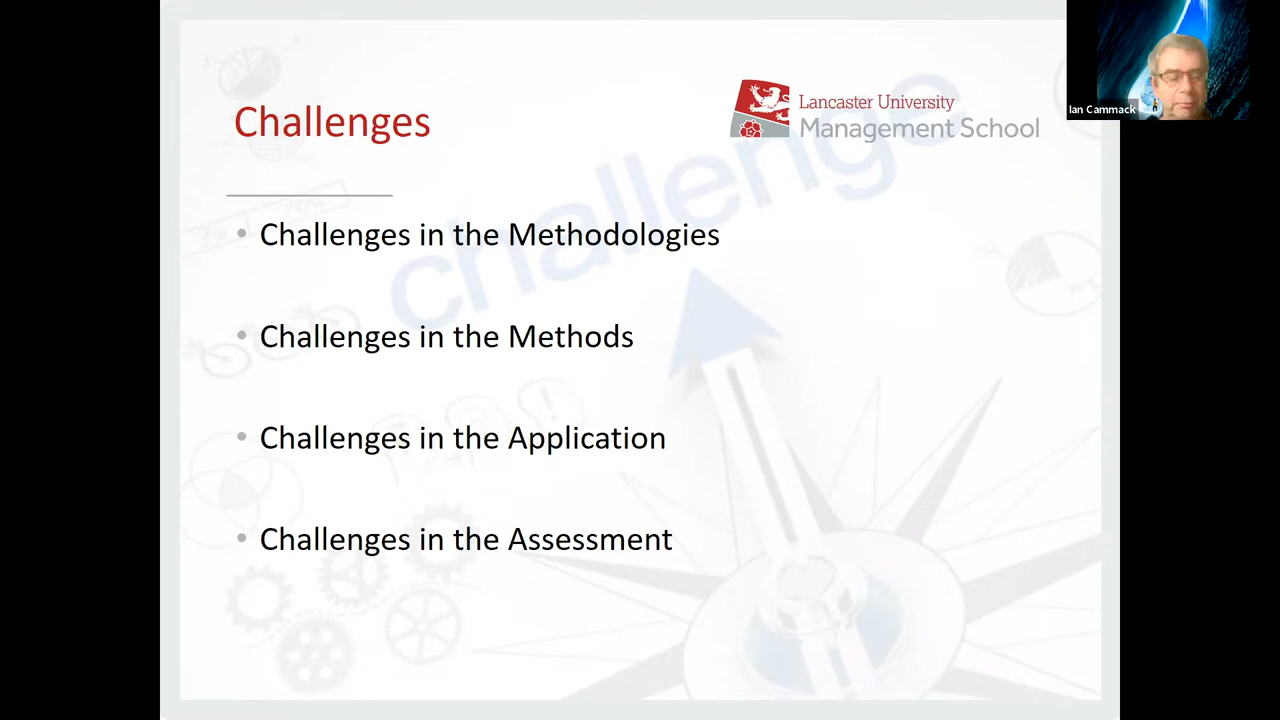 Challenges
Lancaster University
Management School
Ian Cammack
challenge
Challenges in the Methodologies
Challenges in the Methods
Challenges in the Application
Challenges in the Assessment